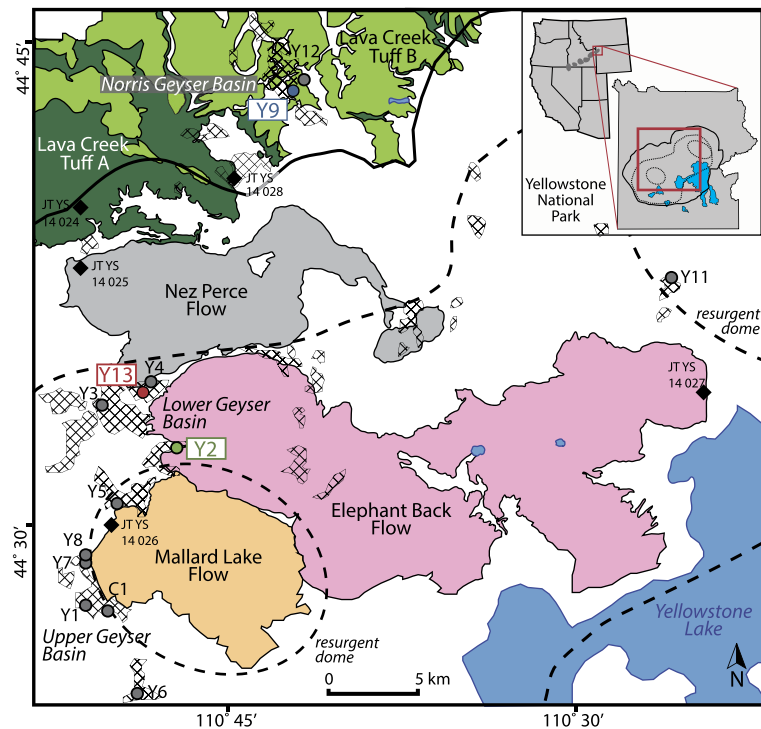 44° 45'
44° 30'
110° 45'
110° 30'
Lava Creek
Tuff B
Y12
Norris Geyser Basin
Y9
Lava Creek
Tuff A
JT YS
14 028
JT YS
14 024
JT YS
14 025
Nez Perce
Flow
Yellowstone
National
Park
Y11
resurgent
dome
Y13
Y4
Y3
Lower Geyser
Basin
JT YS
14 027
Y2
Y5
JT YS
14 026
Elephant Back
Flow
Y8
Y7
Mallard Lake
Flow
C1
Y1
Upper Geyser
Basin
Yellowstone
Lake
resurgent
dome
Y6
0
5 km
N